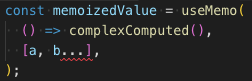 const memoizedValue = useMemo(
  () => complexComputed(),
  [a, b...],
);